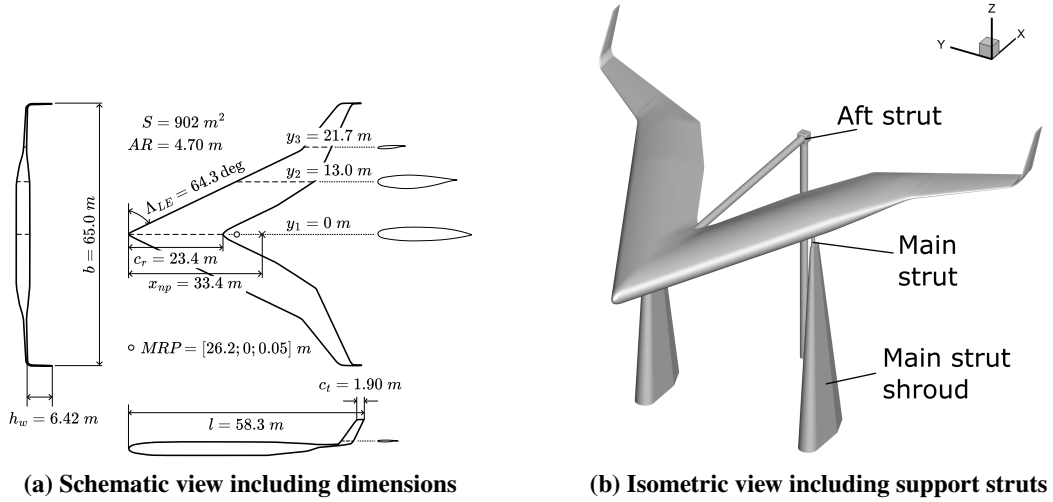 S = 902 m²
AR = 4.70 m
y₃ = 21.7 m
y₂ = 13.0 m
Λ_LE = 64.3 deg
y₁ = 0 m
c_r = 23.4 m
x_np = 33.4 m
b = 65.0 m
MRP = [26.2; 0; 0.05] m
c_t = 1.90 m
h_w = 6.42 m
l = 58.3 m
(a) Schematic view including dimensions
Z
Y
X
Aft strut
Main
strut
Main strut
shroud
(b) Isometric view including support struts